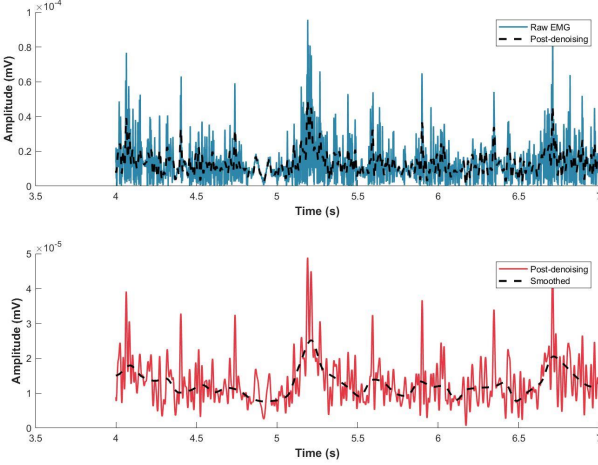 ×10⁻⁴
1
0.8
0.6
0.4
0.2
0
Amplitude (mV)
Raw EMG
Post-denoising
3.5 4 4.5 5 5.5 6 6.5 7
Time (s)
×10⁻⁵
5
4
3
2
1
0
Amplitude (mV)
Post-denoising
Smoothed
3.5 4 4.5 5 5.5 6 6.5 7
Time (s)